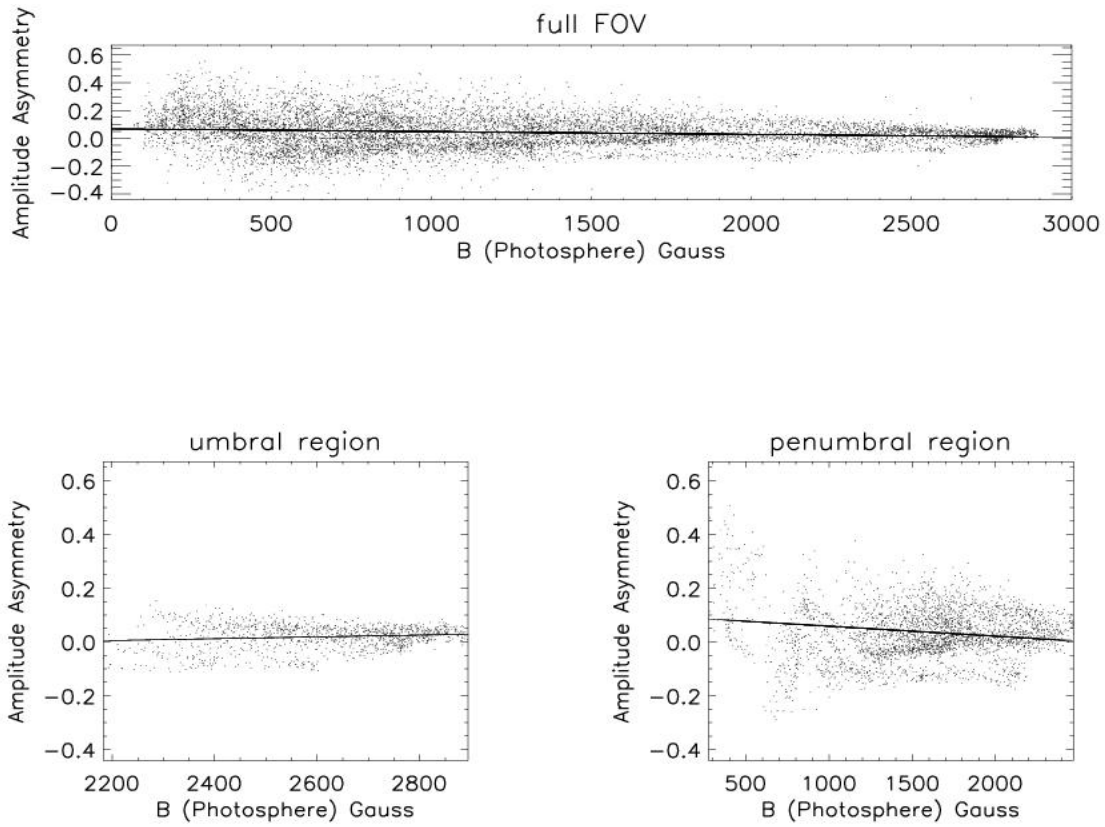 full FOV
Amplitude Asymmetry
0.6
0.4
0.2
0.0
−0.2
−0.4
0 500 1000 1500 2000 2500 3000
B (Photosphere) Gauss
umbral region
Amplitude Asymmetry
0.6
0.4
0.2
0.0
−0.2
−0.4
2200 2400 2600 2800
B (Photosphere) Gauss
penumbral region
Amplitude Asymmetry
0.6
0.4
0.2
0.0
−0.2
−0.4
500 1000 1500 2000
B (Photosphere) Gauss